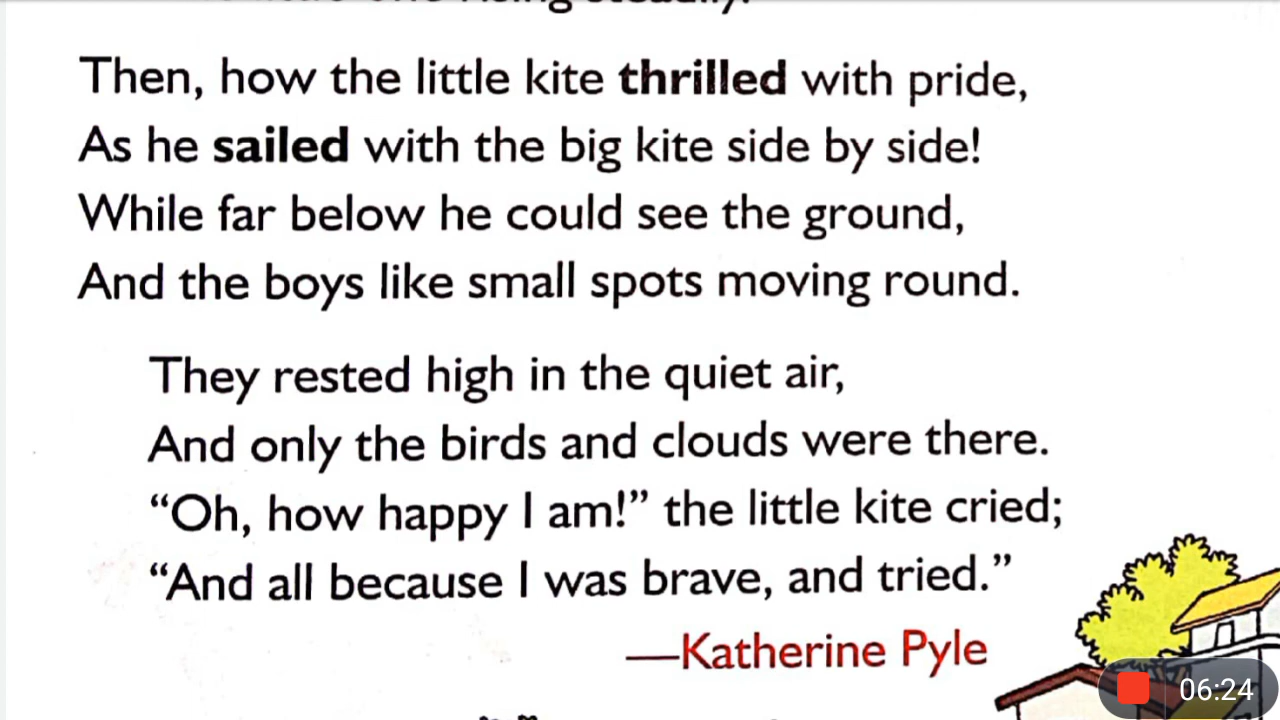 rising steadily.
Then, how the little kite thrilled with pride,
As he sailed with the big kite side by side!
While far below he could see the ground,
And the boys like small spots moving round.
They rested high in the quiet air,
And only the birds and clouds were there.
“Oh, how happy I am!” the little kite cried;
“And all because I was brave, and tried.”
—Katherine Pyle
06:24